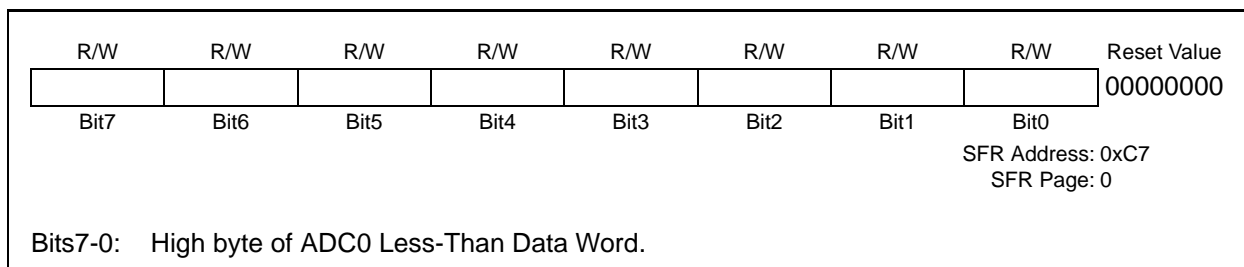 R/W R/W R/W R/W R/W R/W R/W R/W Reset Value
00000000
Bit7 Bit6 Bit5 Bit4 Bit3 Bit2 Bit1 Bit0
SFR Address: 0xC7
SFR Page: 0
Bits7-0: High byte of ADC0 Less-Than Data Word.